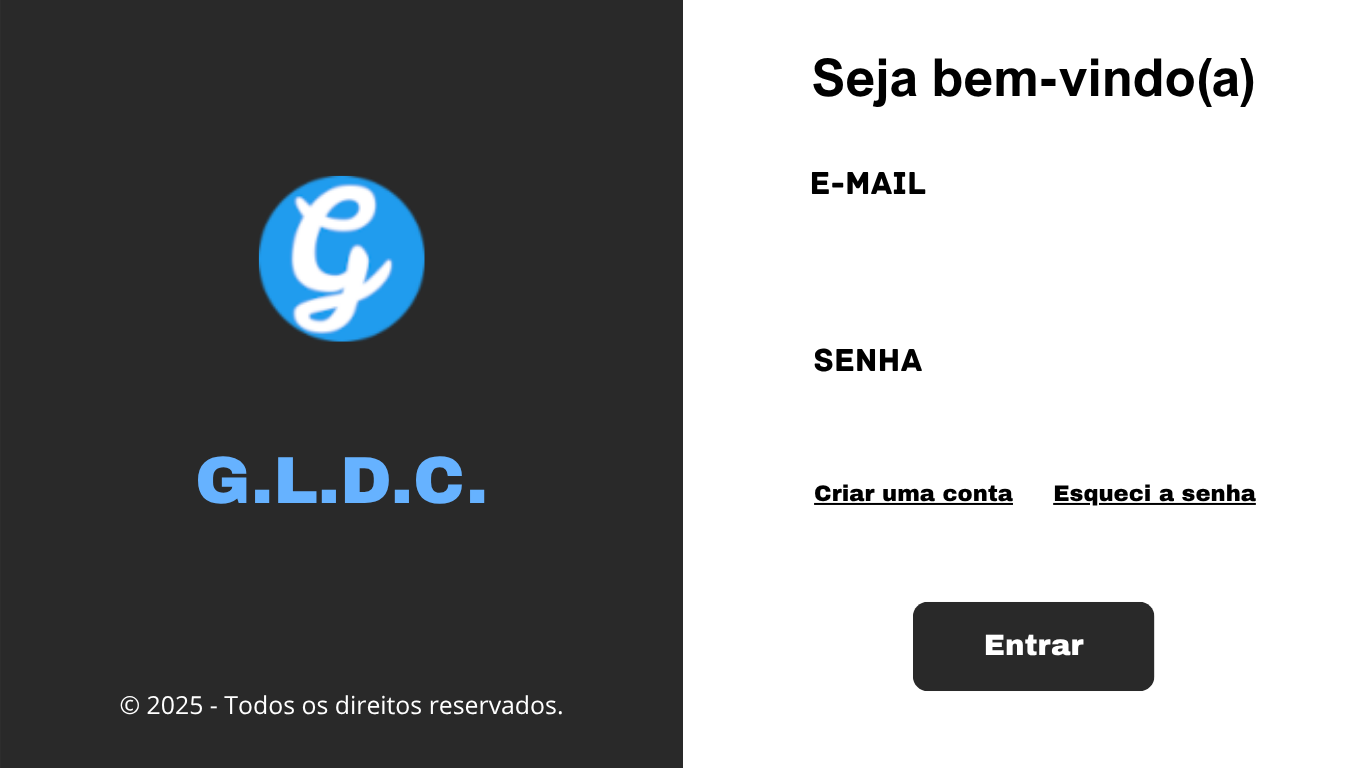 G
G.L.D.C.
© 2025 - Todos os direitos reservados.
Seja bem-vindo(a)
E-MAIL
SENHA
Criar uma conta Esqueci a senha
Entrar